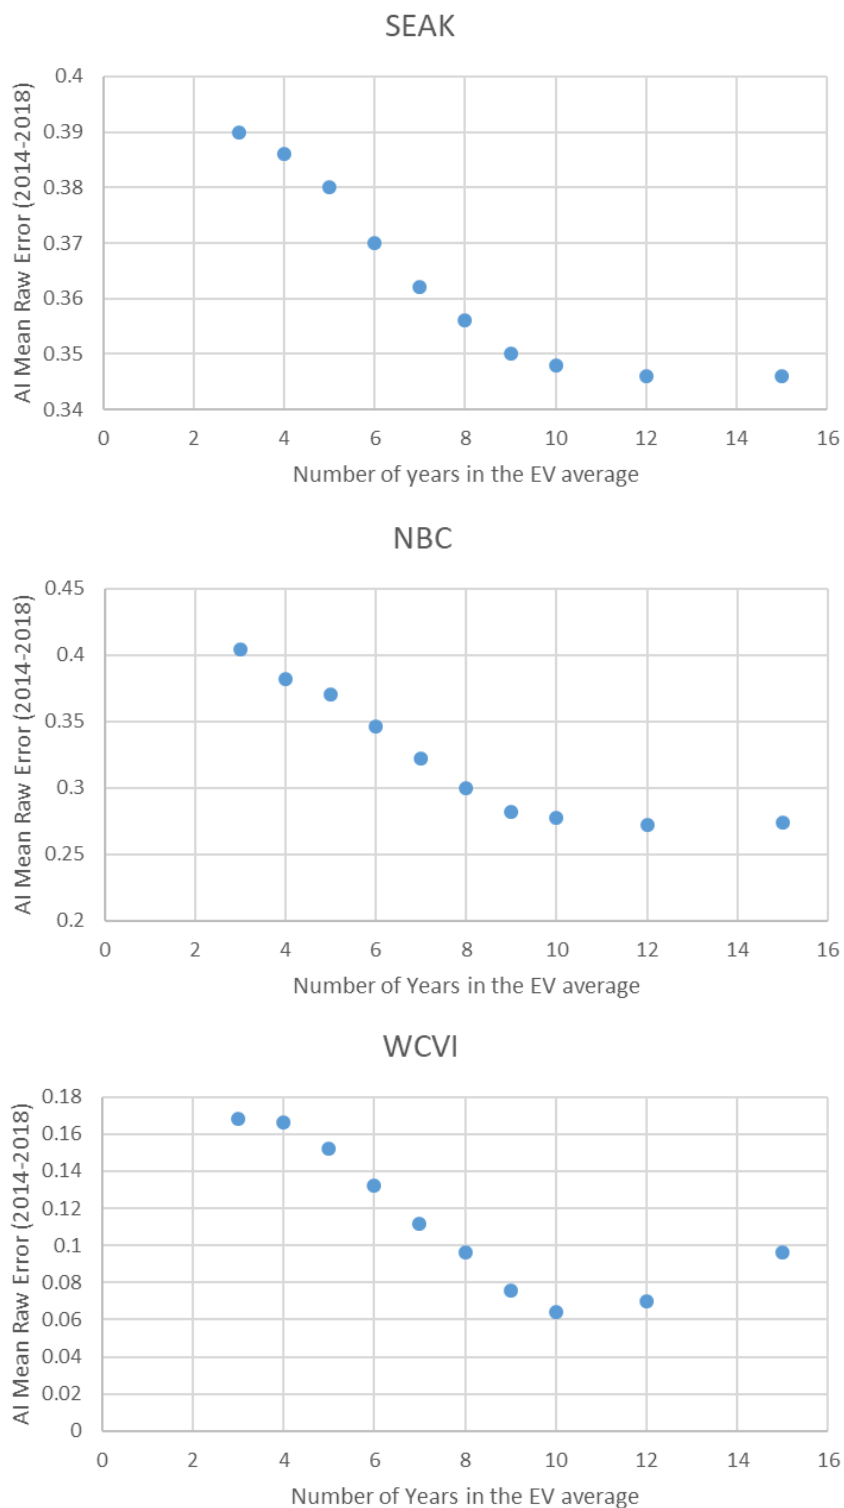 SEAK
AI Mean Raw Error (2014-2018)
0.4
0.39
0.38
0.37
0.36
0.35
0.34
0 2 4 6 8 10 12 14 16
Number of years in the EV average
NBC
AI Mean Raw Error (2014-2018)
0.45
0.4
0.35
0.3
0.25
0.2
0 2 4 6 8 10 12 14 16
Number of Years in the EV average
WCVI
AI Mean Raw Error (2014-2018)
0.18
0.16
0.14
0.12
0.1
0.08
0.06
0.04
0.02
0
0 2 4 6 8 10 12 14 16
Number of Years in the EV average